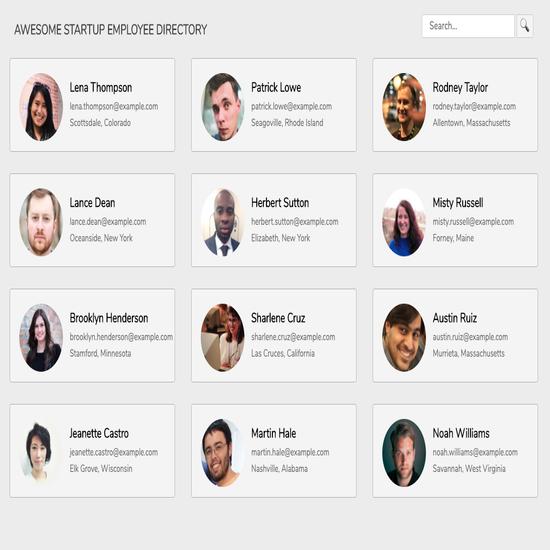 AWESOME STARTUP EMPLOYEE DIRECTORY
Search...
Lena Thompson
lena.thompson@example.com
Scottsdale, Colorado
Patrick Lowe
patrick.lowe@example.com
Seagoville, Rhode Island
Rodney Taylor
rodney.taylor@example.com
Allentown, Massachusetts
Lance Dean
lance.dean@example.com
Oceanside, New York
Herbert Sutton
herbert.sutton@example.com
Elizabeth, New York
Misty Russell
misty.russell@example.com
Forney, Maine
Brooklyn Henderson
brooklyn.henderson@example.com
Stamford, Minnesota
Sharlene Cruz
sharlene.cruz@example.com
Las Cruces, California
Austin Ruiz
austin.ruiz@example.com
Murrieta, Massachusetts
Jeanette Castro
jeanette.castro@example.com
Elk Grove, Wisconsin
Martin Hale
martin.hale@example.com
Nashville, Alabama
Noah Williams
noah.williams@example.com
Savannah, West Virginia